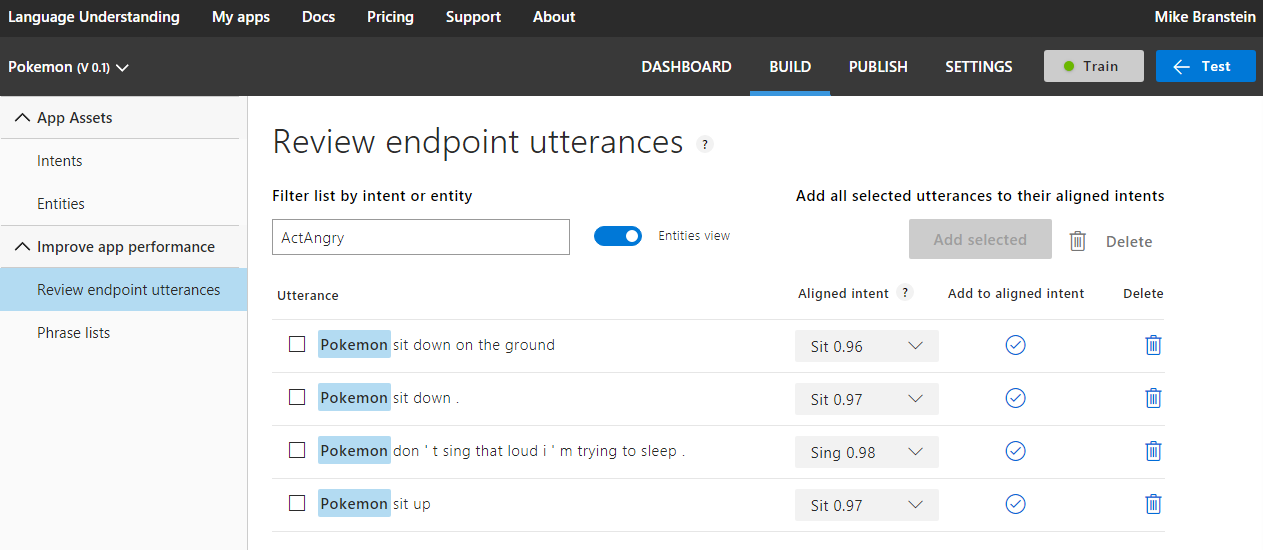 Language Understanding My apps Docs Pricing Support About Mike Branstein
Pokemon (V 0.1) DASHBOARD BUILD PUBLISH SETTINGS Train Test
App Assets
Intents
Entities
Improve app performance
Review endpoint utterances
Phrase lists
Review endpoint utterances ?
Filter list by intent or entity Add all selected utterances to their aligned intents
ActAngry Entities view Add selected Delete
Utterance Aligned intent ? Add to aligned intent Delete
Pokemon sit down on the ground Sit 0.96
Pokemon sit down . Sit 0.97
Pokemon don ' t sing that loud i ' m trying to sleep . Sing 0.98
Pokemon sit up Sit 0.97